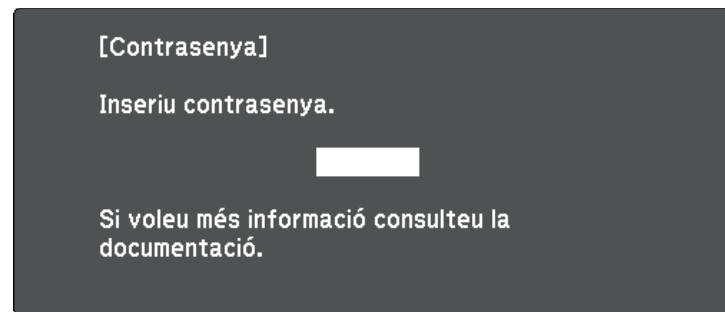 [Contrasenya]
Inseriu contrasenya.
Si voleu més informació consulteu la
documentació.